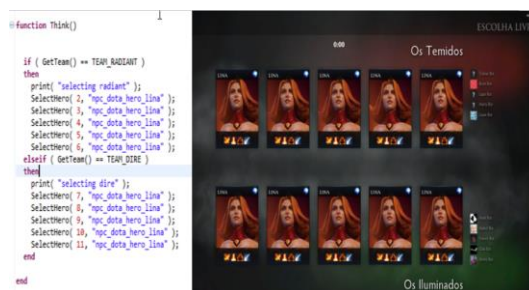 function Think()
if ( GetTeam() == TEAM_RADIANT )
then
print( "selecting radiant" );
SelectHero( 2, "npc_dota_hero_lina" );
SelectHero( 3, "npc_dota_hero_lina" );
SelectHero( 4, "npc_dota_hero_lina" );
SelectHero( 5, "npc_dota_hero_lina" );
SelectHero( 6, "npc_dota_hero_lina" );
elseif ( GetTeam() == TEAM_DIRE )
then
print( "selecting dire" );
SelectHero( 7, "npc_dota_hero_lina" );
SelectHero( 8, "npc_dota_hero_lina" );
SelectHero( 9, "npc_dota_hero_lina" );
SelectHero( 10, "npc_dota_hero_lina" );
SelectHero( 11, "npc_dota_hero_lina" );
end
end
ESCOLHA LIV
0:00
Os Temidos
LINA LINA LINA LINA LINA
LINA LINA LINA LINA LINA
Os Iluminados